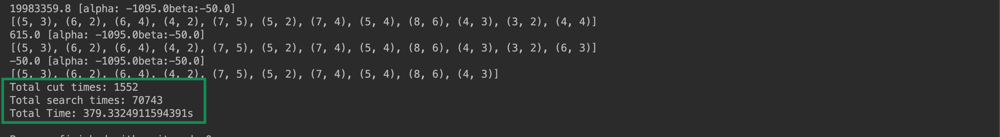 19983359.8 [alpha: -1095.0beta:-50.0]
[(5, 3), (6, 2), (6, 4), (4, 2), (7, 5), (5, 2), (7, 4), (5, 4), (8, 6), (4, 3), (3, 2), (4, 4)]
615.0 [alpha: -1095.0beta:-50.0]
[(5, 3), (6, 2), (6, 4), (4, 2), (7, 5), (5, 2), (7, 4), (5, 4), (8, 6), (4, 3), (3, 2), (6, 3)]
-50.0 [alpha: -1095.0beta:-50.0]
[(5, 3), (6, 2), (6, 4), (4, 2), (7, 5), (5, 2), (7, 4), (5, 4), (8, 6), (4, 3)]
Total cut times: 1552
Total search times: 70743
Total Time: 379.3324911594391s